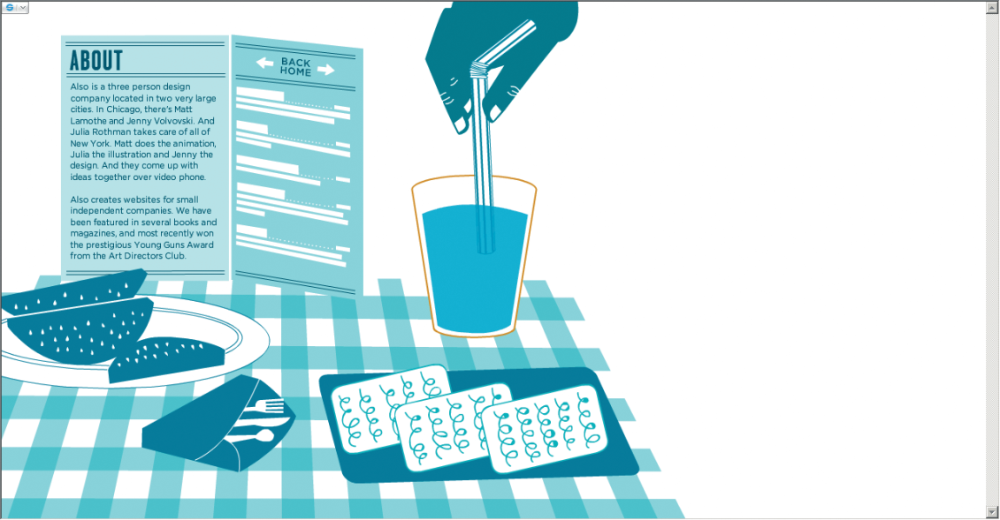 ABOUT
Also is a three person design
company located in two very large
cities. In Chicago, there's Matt
Lamothe and Jenny Volvovski. And
Julia Rothman takes care of all of
New York. Matt does the animation,
Julia the illustration and Jenny the
design. And they come up with
ideas together over video phone.
Also creates websites for small
independent companies. We have
been featured in several books and
magazines, and most recently won
the prestigious Young Guns Award
from the Art Directors Club.
BACK
HOME